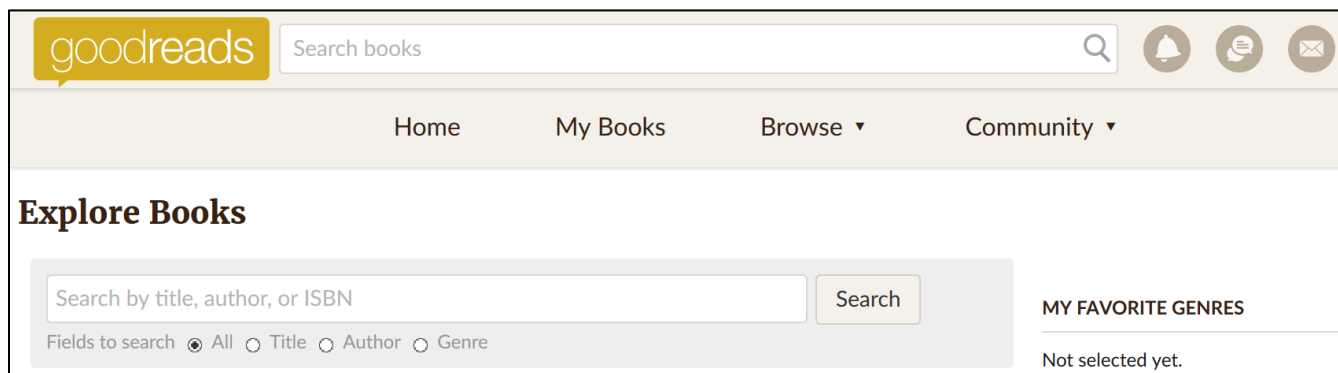 goodreads Search books
Home My Books Browse ▼ Community ▼
Explore Books
Search by title, author, or ISBN Search
Fields to search All Title Author Genre
MY FAVORITE GENRES
Not selected yet.